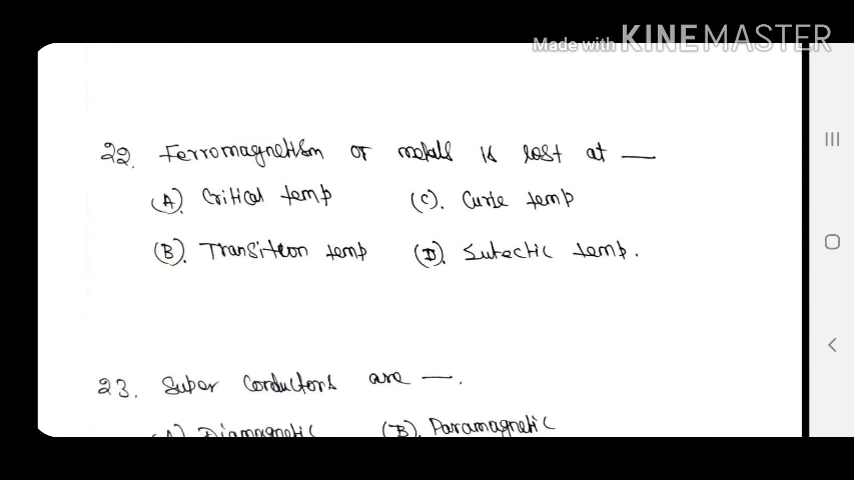 Made with KINEMASTER
22. Ferromagnetism of metals is lost at —
(A). Critical temp (C). Curie temp
(B). Transition temp (D). Eutectic temp.
23. Super conductors are —.
(A) Diamagnetic (B). Paramagnetic